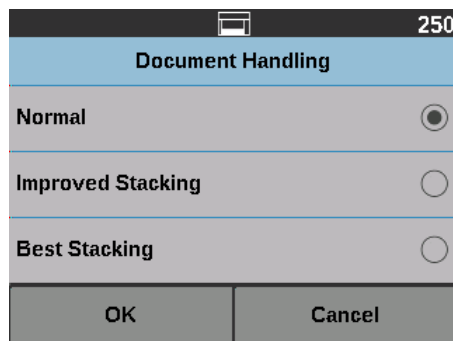 250
Document Handling
Normal
Improved Stacking
Best Stacking
OK Cancel